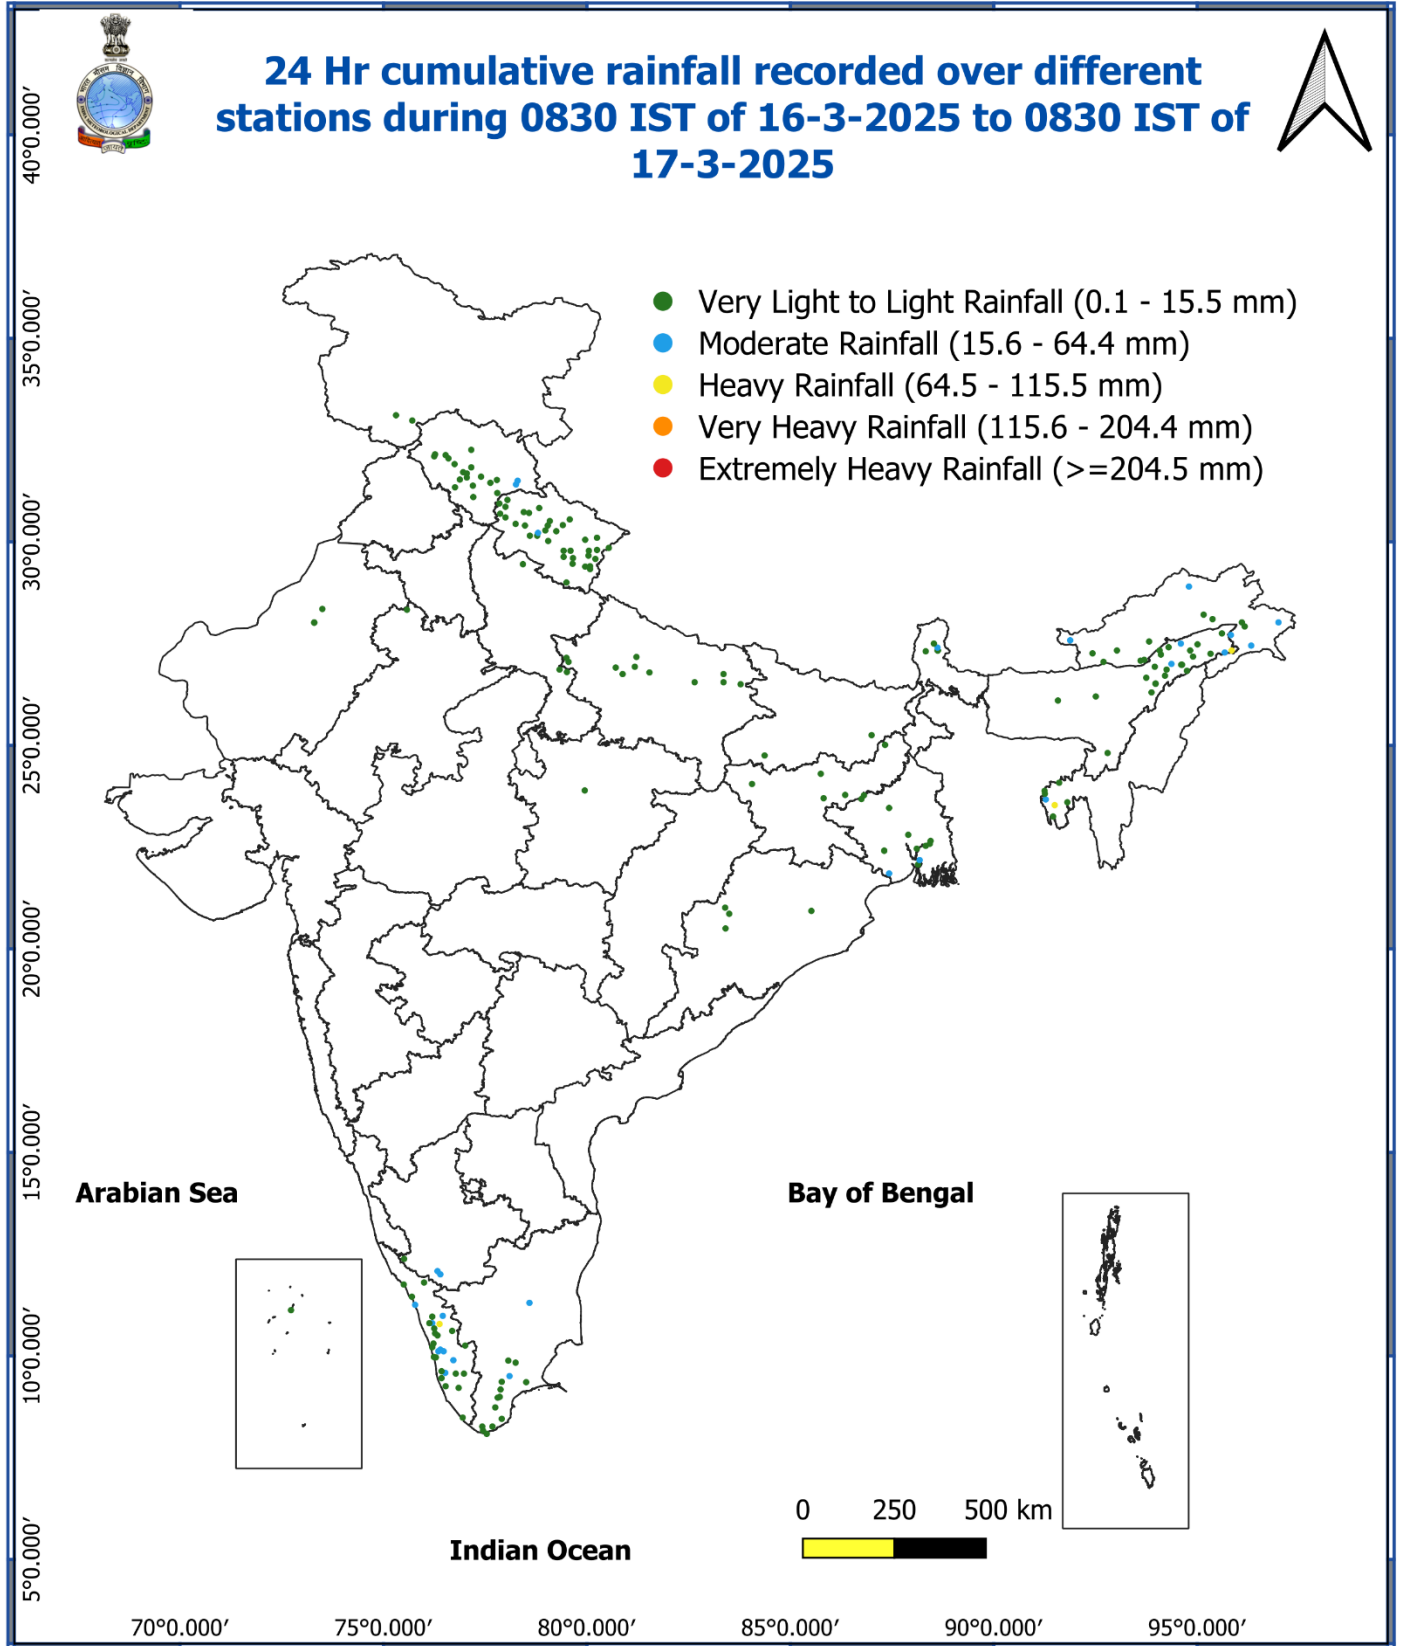 24 Hr cumulative rainfall recorded over different
stations during 0830 IST of 16-3-2025 to 0830 IST of
17-3-2025
Very Light to Light Rainfall (0.1 - 15.5 mm)
Moderate Rainfall (15.6 - 64.4 mm)
Heavy Rainfall (64.5 - 115.5 mm)
Very Heavy Rainfall (115.6 - 204.4 mm)
Extremely Heavy Rainfall (>=204.5 mm)
40°0.000′
35°0.000′
30°0.000′
25°0.000′
20°0.000′
15°0.000′
10°0.000′
5°0.000′
Arabian Sea
Bay of Bengal
0 250 500 km
Indian Ocean
70°0.000′ 75°0.000′ 80°0.000′ 85°0.000′ 90°0.000′ 95°0.000′